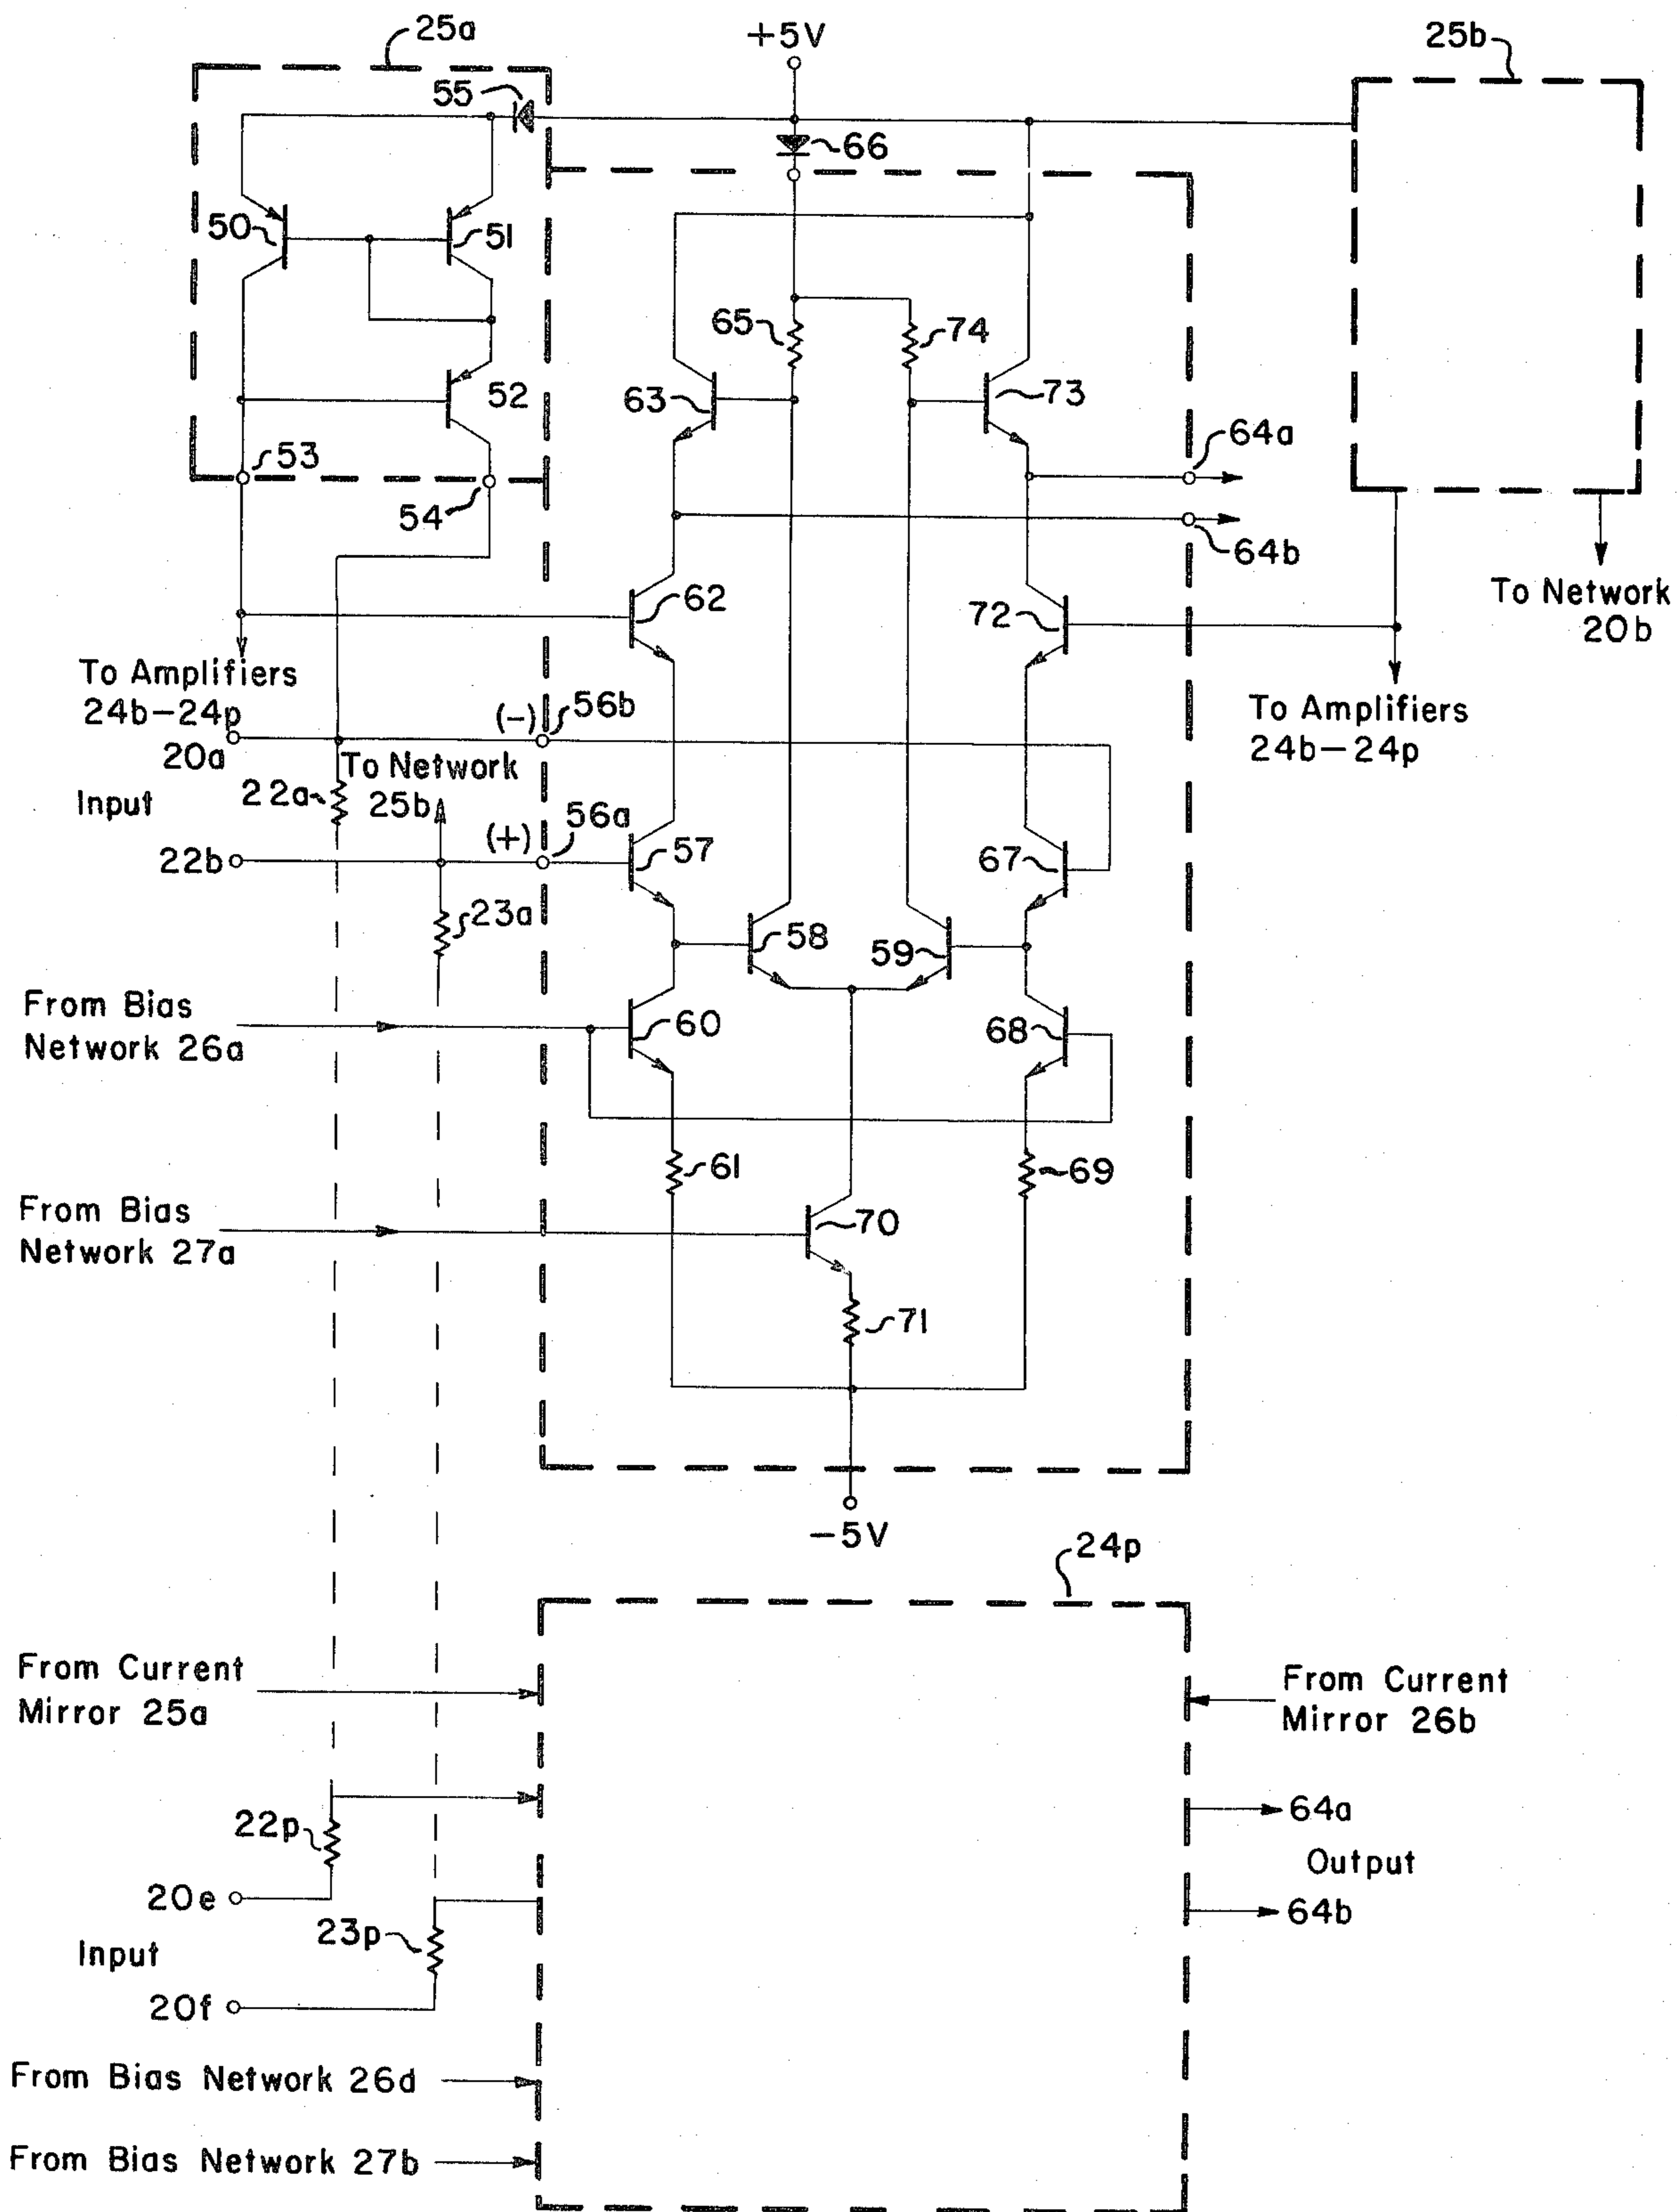 25a
+5V
25b
55
66
50
51
65
74
52
63
73
53
64a
54
64b
To Network
20b
62
72
To Amplifiers
24b-24p
(-)
56b
To Amplifiers
24b-24p
20a
To Network
25b
22a
Input
(+)
56a
22b
57
67
23a
58
59
From Bias
Network 26a
60
68
61
69
From Bias
Network 27a
70
71
-5V
24p
From Current
Mirror 25a
From Current
Mirror 26b
22p
64a
Output
20e
64b
23p
Input
20f
From Bias Network 26d
From Bias Network 27b